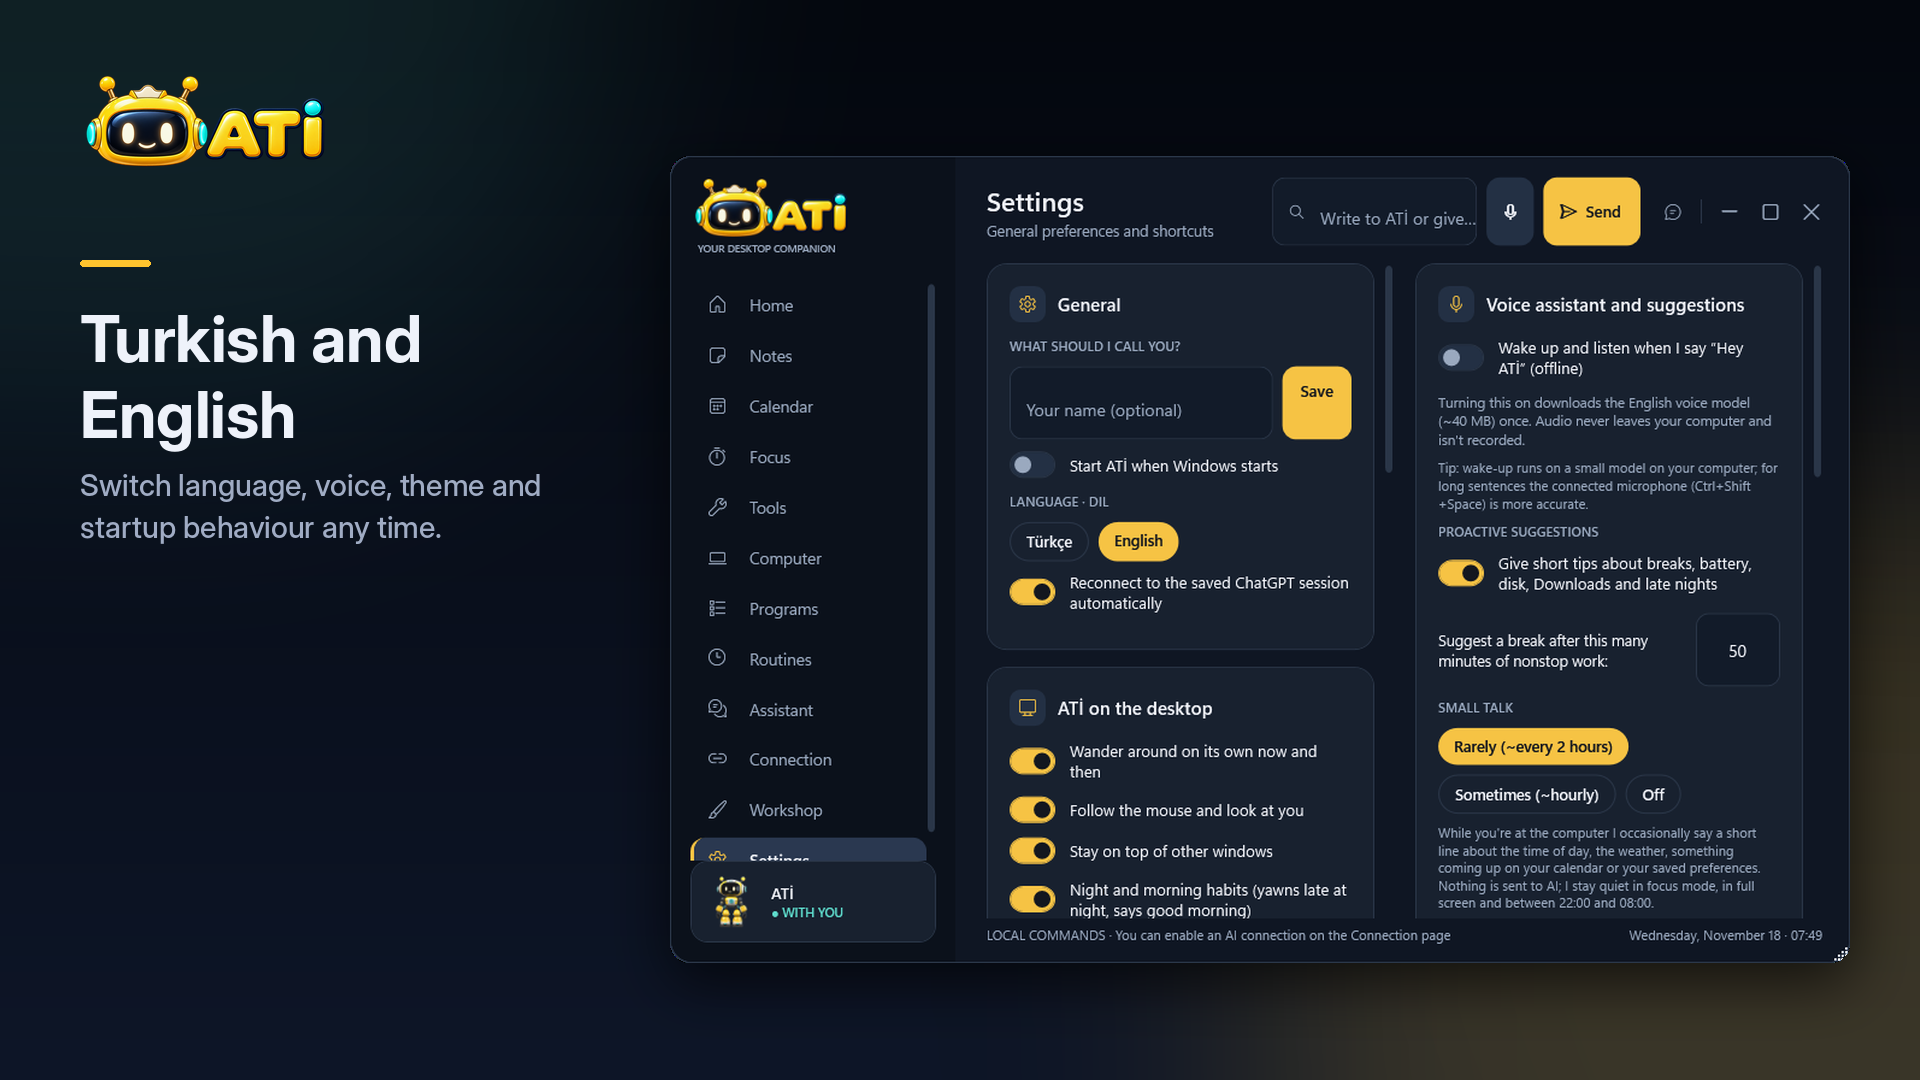 ATi
Turkish and
English
Switch language, voice, theme and
startup behaviour any time.
ATi
YOUR DESKTOP COMPANION
Home
Notes
Calendar
Focus
Tools
Computer
Programs
Routines
Assistant
Connection
Workshop
Settings
ATİ
● WITH YOU
Settings
General preferences and shortcuts
Write to ATİ or give...
Send
General
WHAT SHOULD I CALL YOU?
Your name (optional)
Save
Start ATİ when Windows starts
LANGUAGE · DIL
Türkçe
English
Reconnect to the saved ChatGPT session
automatically
ATİ on the desktop
Wander around on its own now and
then
Follow the mouse and look at you
Stay on top of other windows
Night and morning habits (yawns late at
night, says good morning)
Voice assistant and suggestions
Wake up and listen when I say “Hey
ATİ” (offline)
Turning this on downloads the English voice model
(~40 MB) once. Audio never leaves your computer and
isn't recorded.
Tip: wake-up runs on a small model on your computer; for
long sentences the connected microphone (Ctrl+Shift
+Space) is more accurate.
PROACTIVE SUGGESTIONS
Give short tips about breaks, battery,
disk, Downloads and late nights
Suggest a break after this many
minutes of nonstop work:
50
SMALL TALK
Rarely (~every 2 hours)
Sometimes (~hourly)
Off
While you're at the computer I occasionally say a short
line about the time of day, the weather, something
coming up on your calendar or your saved preferences.
Nothing is sent to AI; I stay quiet in focus mode, in full
screen and between 22:00 and 08:00.
LOCAL COMMANDS · You can enable an AI connection on the Connection page
Wednesday, November 18 · 07:49